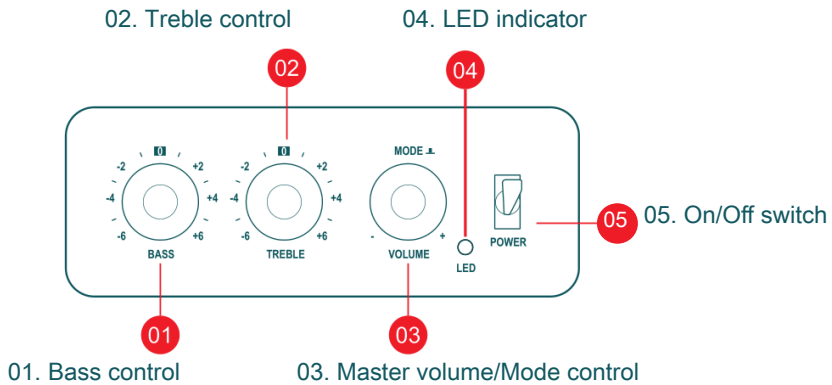 02. Treble control
04. LED indicator
02
04
0
0
MODE
-2
+2
-2
+2
-4
+4
-4
+4
05
05. On/Off switch
-6
+6
-6
+6
-
+
POWER
BASS
TREBLE
VOLUME
LED
01
03
01. Bass control
03. Master volume/Mode control